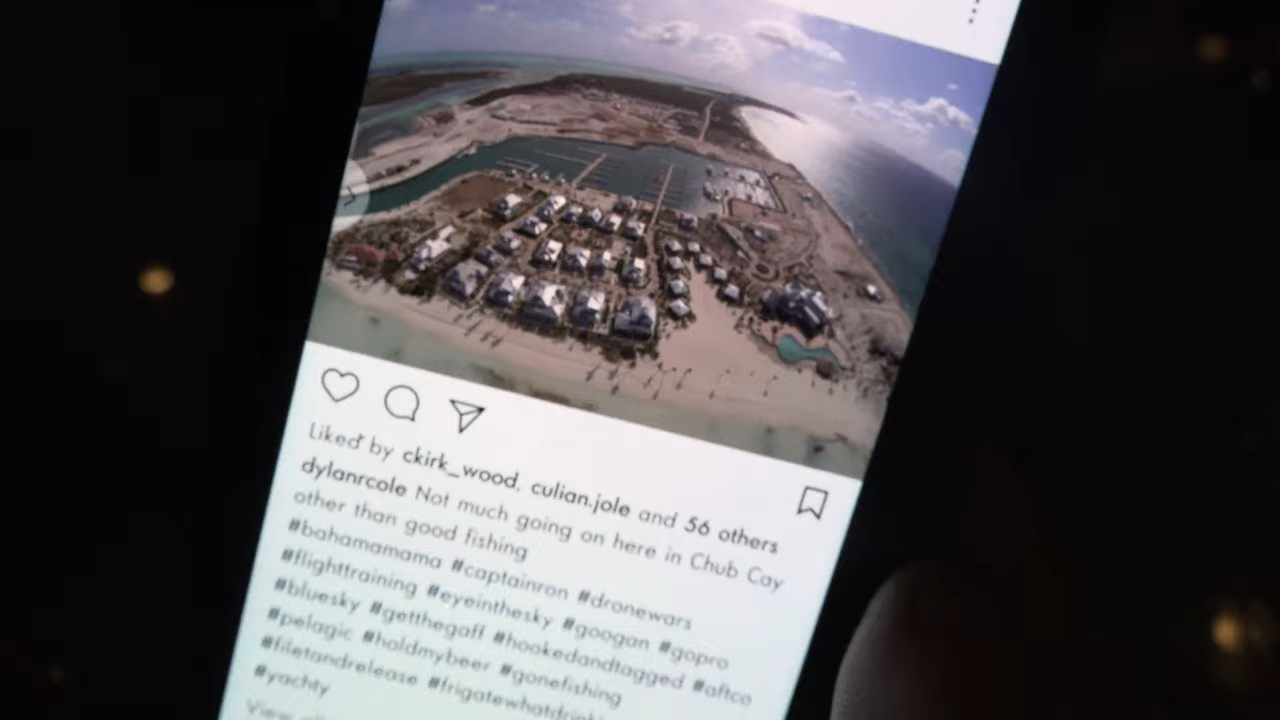 Liked by ckirk_wood, culian.jole and 56 others
dylanrcole Not much going on here in Chub Cay
other than good fishing
#bahamamama #captainron #dronewars
#flighttraining #eyeinthesky #googan #gopro
#bluesky #getthegaff #hookedandtagged #aftco
#pelagic #holdmybeer #gonefishing
#filetandrelease
#yachty
View